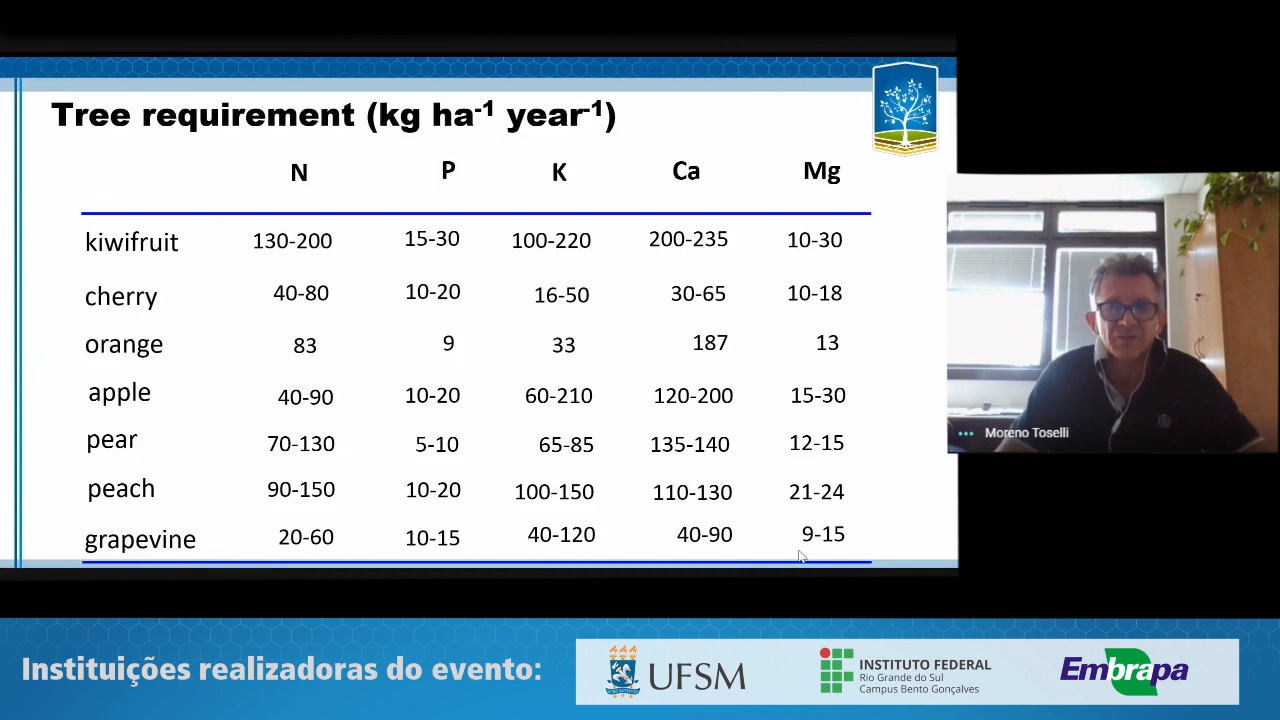 Tree requirement (kg ha-1 year-1)
N P K Ca Mg
kiwifruit 130-200 15-30 100-220 200-235 10-30
cherry 40-80 10-20 16-50 30-65 10-18
orange 83 9 33 187 13
apple 40-90 10-20 60-210 120-200 15-30
pear 70-130 5-10 65-85 135-140 12-15
peach 90-150 10-20 100-150 110-130 21-24
grapevine 20-60 10-15 40-120 40-90 9-15
Moreno Toselli
Instituições realizadoras do evento:
UFSM
INSTITUTO FEDERAL
Rio Grande do Sul
Campus Bento Gonçalves
Embrapa